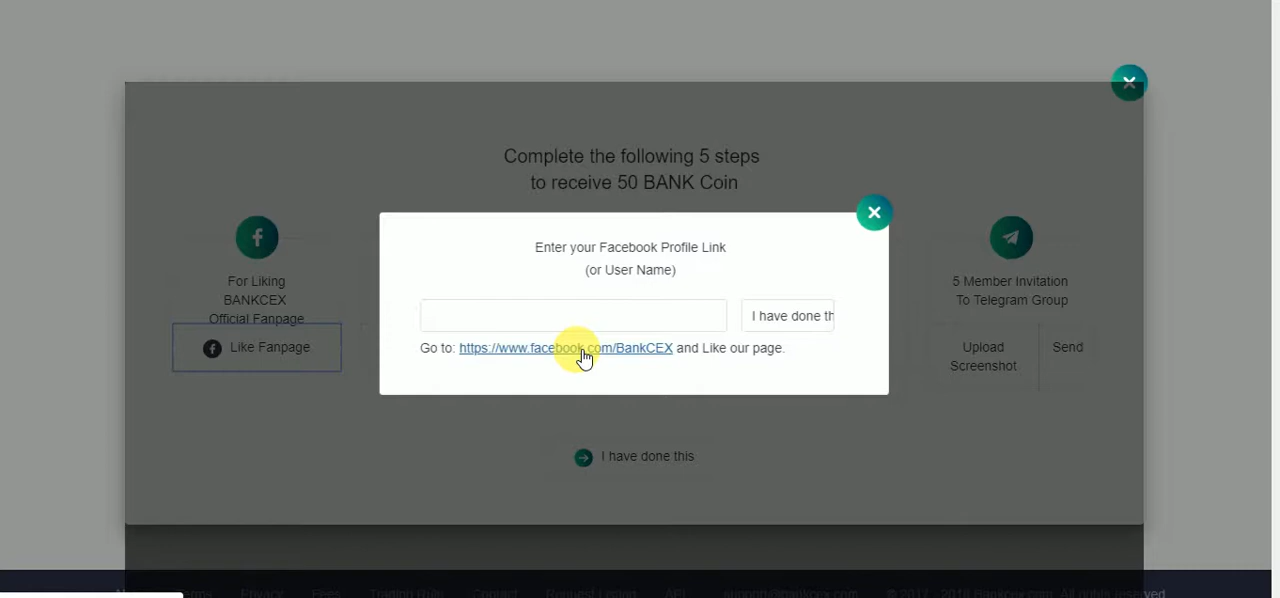 Complete the following 5 steps
to receive 50 BANK Coin
Enter your Facebook Profile Link
(or User Name)
I have done th
Go to: https://www.facebook.com/BankCEX and Like our page.
For Liking
BANKCEX
Official Fanpage
Like Fanpage
5 Member Invitation
To Telegram Group
Upload
Screenshot
Send
I have done this